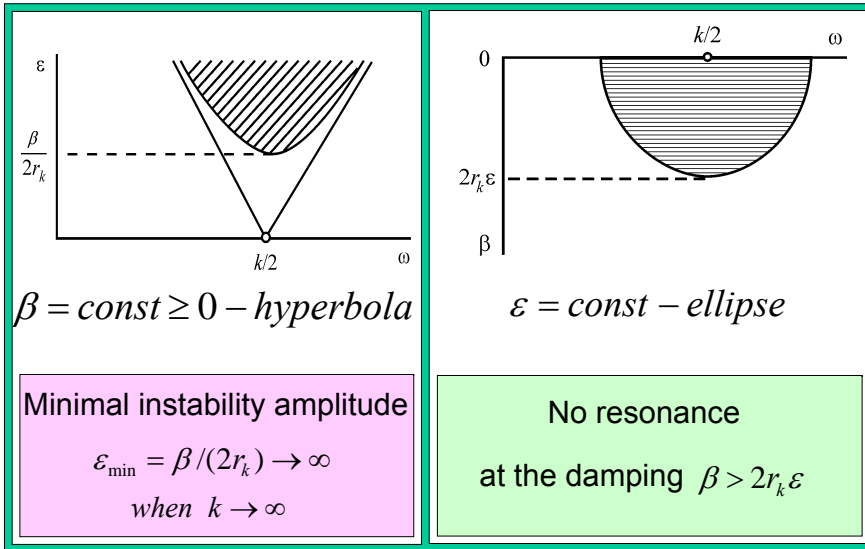 ε
β
2r_k
k/2
ω
β = const ≥ 0 – hyperbola
Minimal instability amplitude
ε_min = β/(2r_k) → ∞
when k → ∞
k/2
ω
0
2r_kε
β
ε = const – ellipse
No resonance
at the damping β > 2r_kε